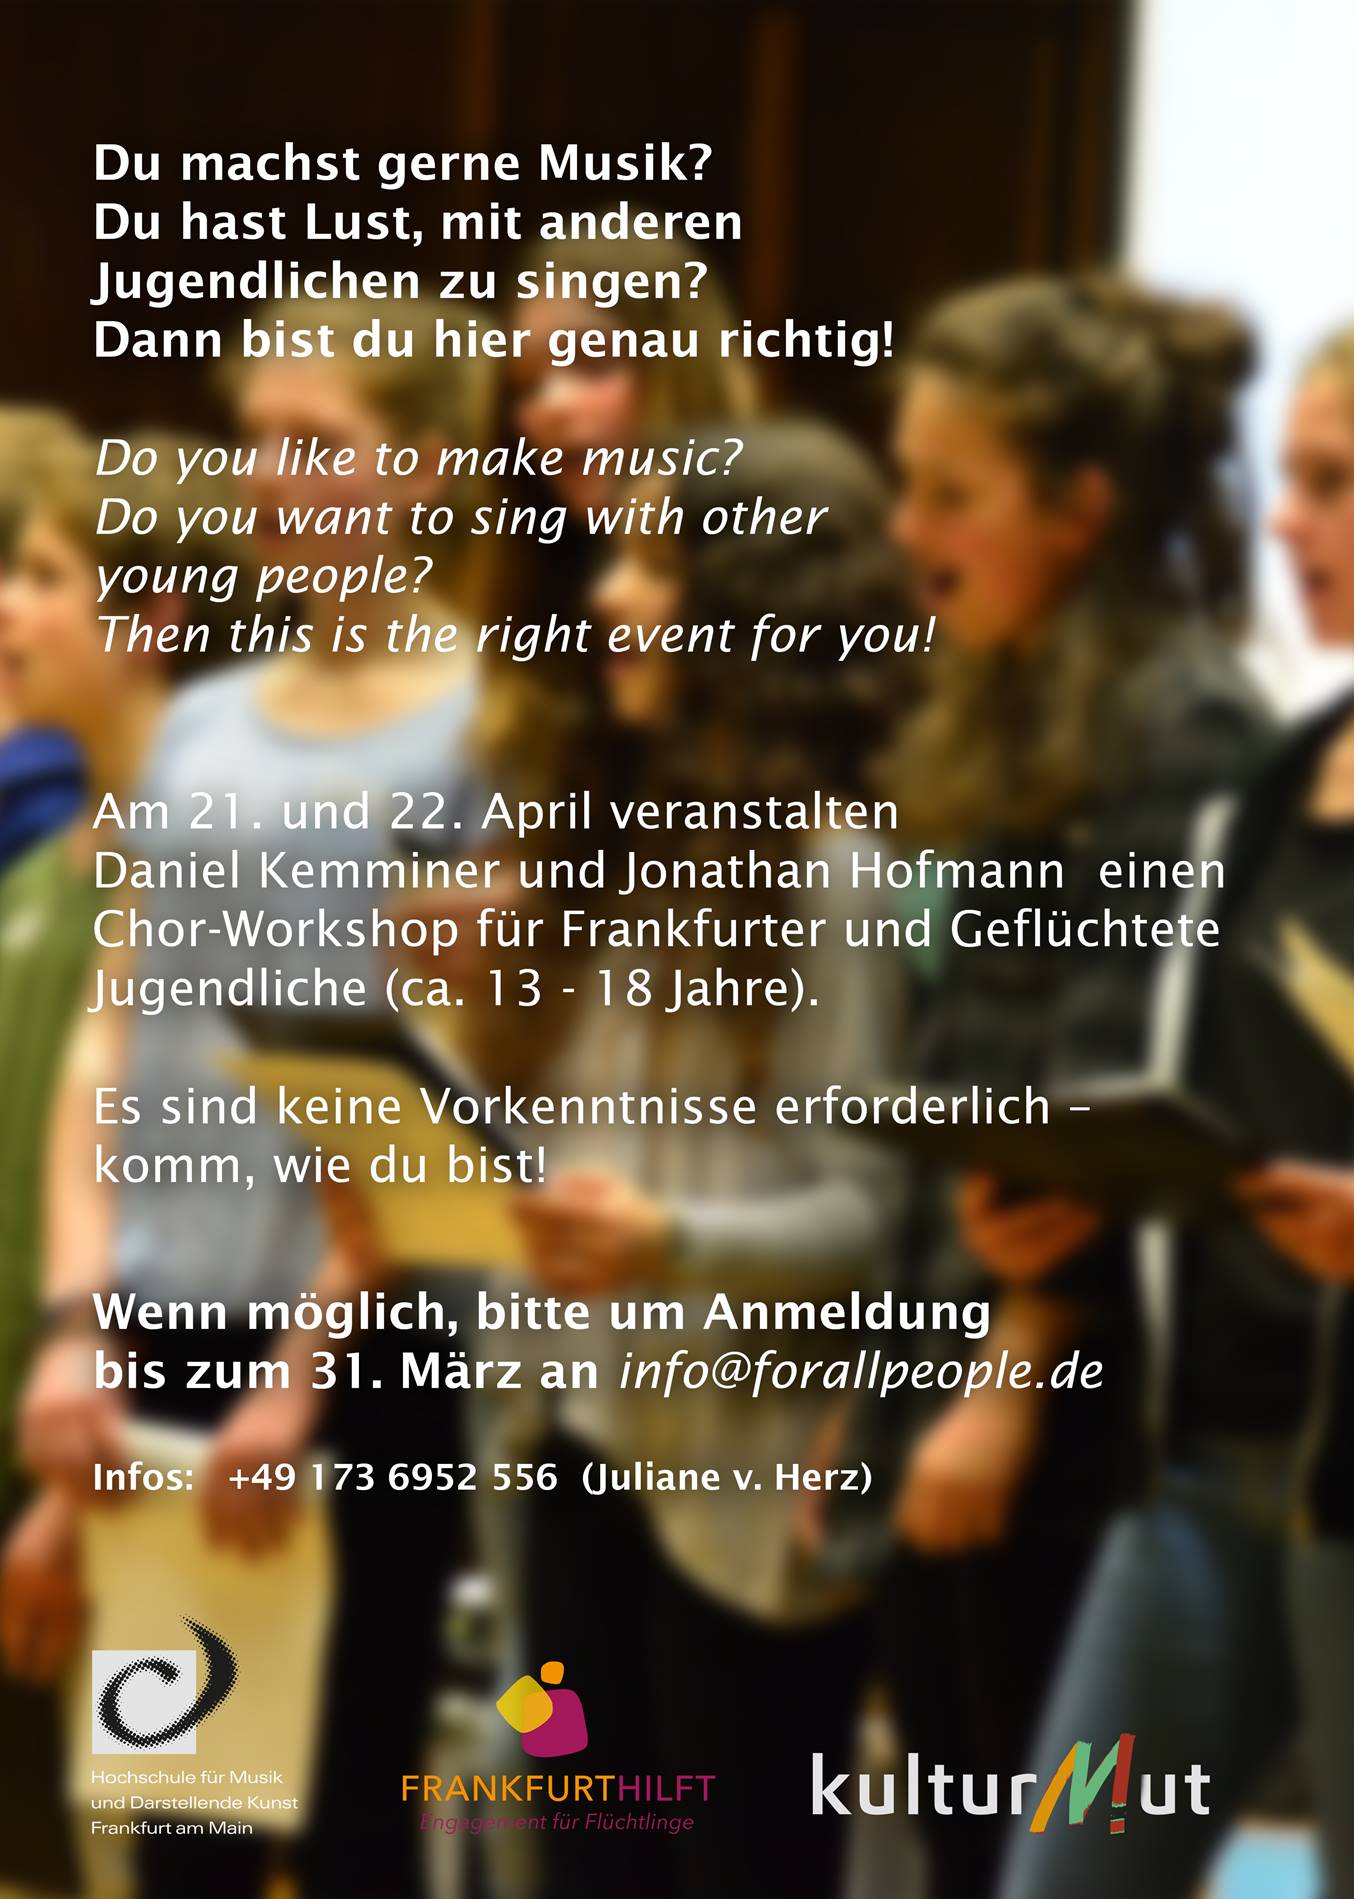 Du machst gerne Musik?
Du hast Lust, mit anderen
Jugendlichen zu singen?
Dann bist du hier genau richtig!
Do you like to make music?
Do you want to sing with other
young people?
Then this is the right event for you!
Am 21. und 22. April veranstalten
Daniel Kemminer und Jonathan Hofmann einen
Chor-Workshop für Frankfurter und Geflüchtete
Jugendliche (ca. 13 - 18 Jahre).
Es sind keine Vorkenntnisse erforderlich –
komm, wie du bist!
Wenn möglich, bitte um Anmeldung
bis zum 31. März an info@forallpeople.de
Infos: +49 173 6952 556 (Juliane v. Herz)
Hochschule für Musik
und Darstellende Kunst
Frankfurt am Main
FRANKFURTHILFT
Engagement für Flüchtlinge
kulturMut